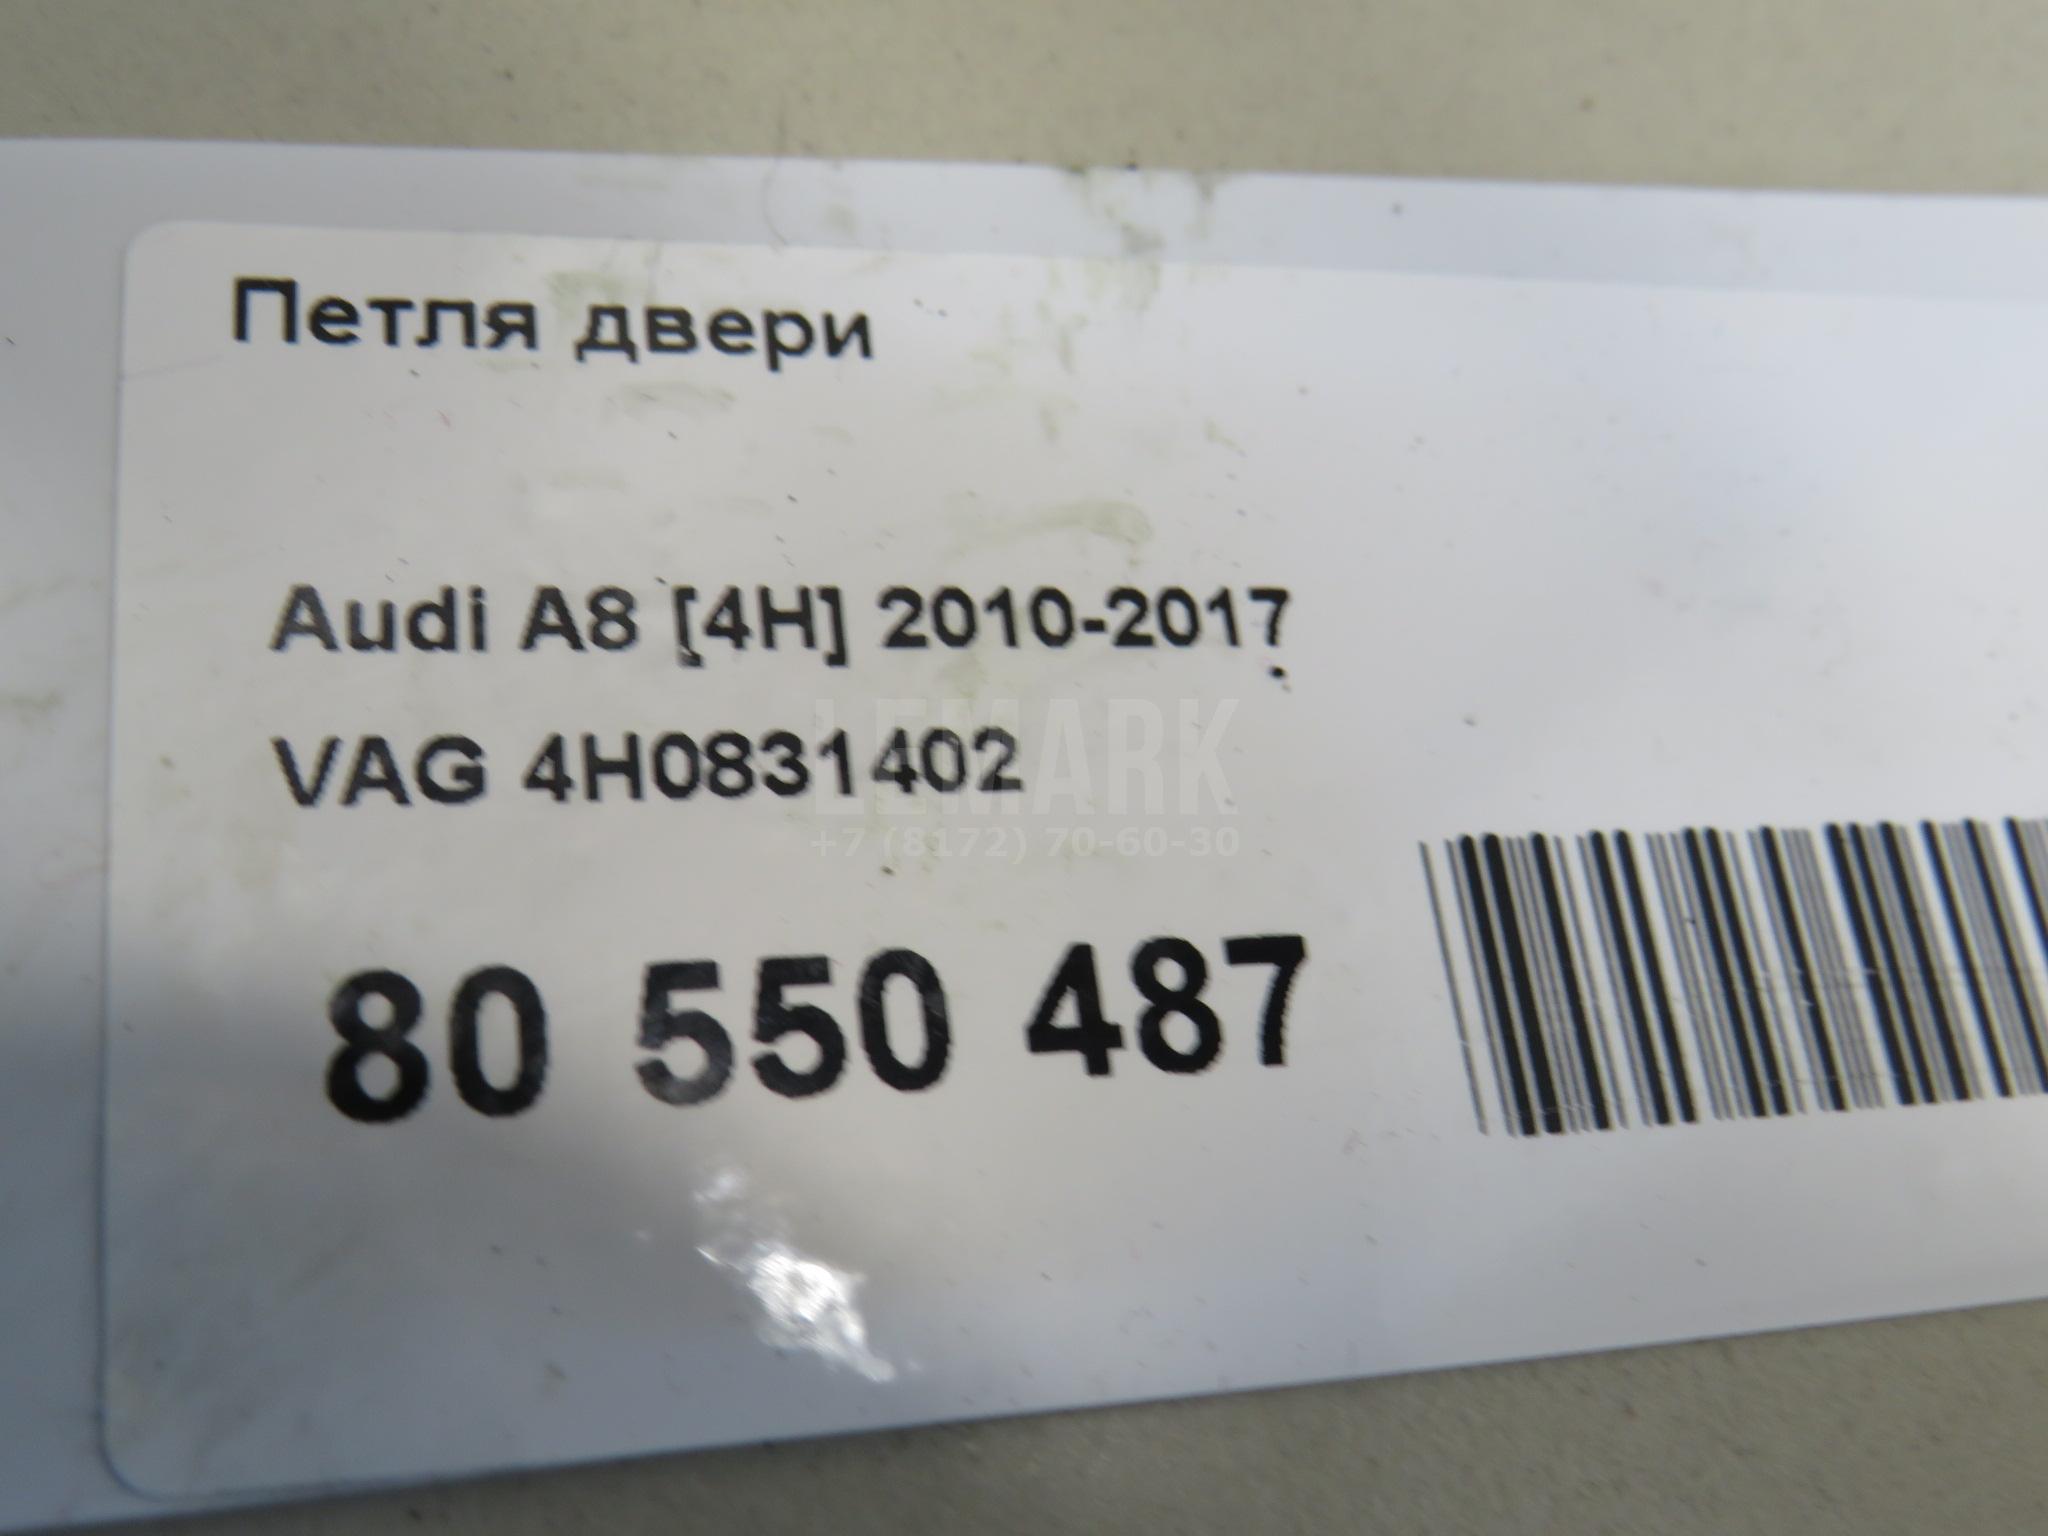 Петля двери
Audi A8 [4H] 2010-2017
VAG 4H0831402
LEMARK
+7 (8172) 70-60-30
80 550 487